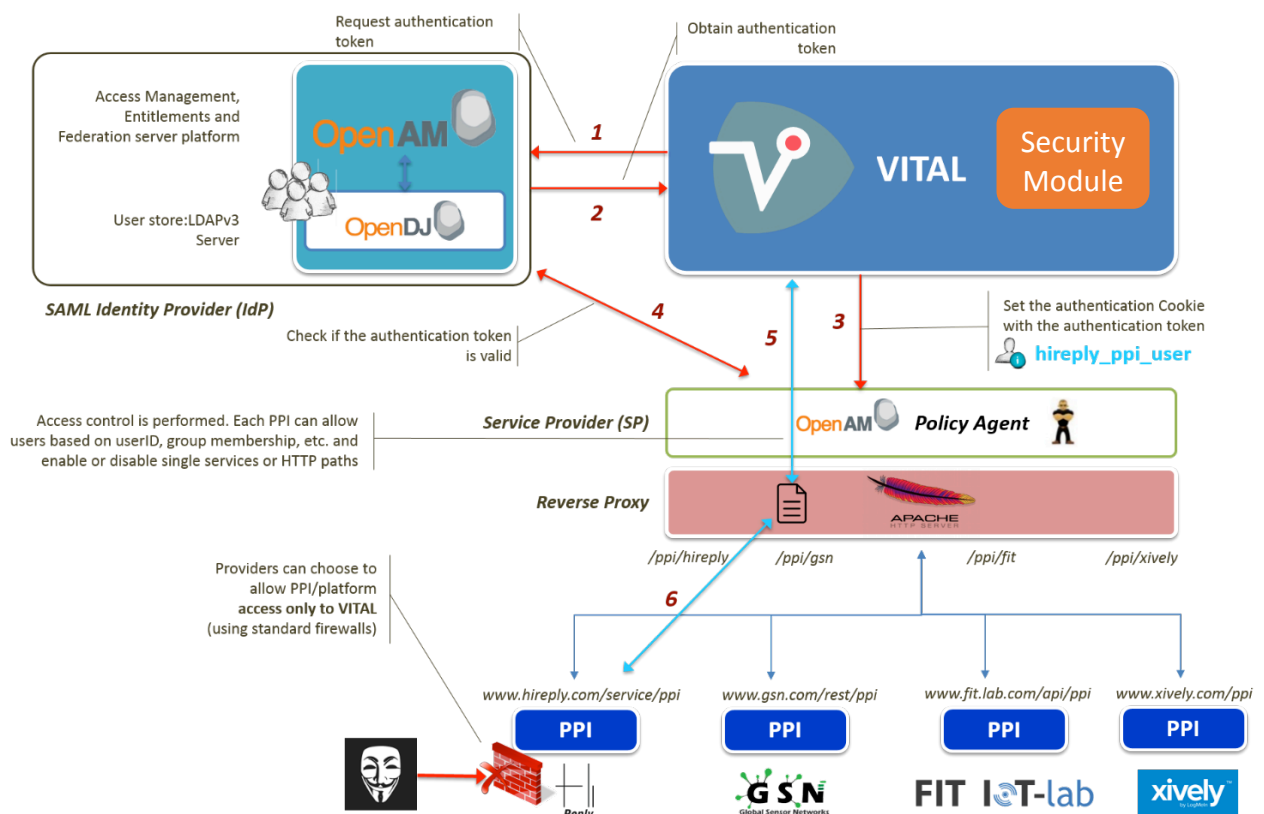 Request authentication
token
Obtain authentication
token
Access Management,
Entitlements and
Federation server platform
OpenAM
User store:LDAPv3
Server
OpenDJ
SAML Identity Provider (IdP)
1
2
VITAL
Security
Module
Check if the authentication token
is valid
4
5
3
Set the authentication Cookie
with the authentication token
hireply_ppi_user
Access control is performed. Each PPI can allow
users based on userID, group membership, etc. and
enable or disable single services or HTTP paths
Service Provider (SP)
OpenAM
Policy Agent
Reverse Proxy
APACHE
HTTP SERVER
/ppi/hireply
/ppi/gsn
/ppi/fit
/ppi/xively
Providers can choose to
allow PPI/platform
access only to VITAL
(using standard firewalls)
6
www.hireply.com/service/ppi
www.gsn.com/rest/ppi
www.fit.lab.com/api/ppi
www.xively.com/ppi
PPI
PPI
PPI
PPI
Reply
GSN
Global Sensor Networks
FIT IoT-lab
xively™
by LogMeIn